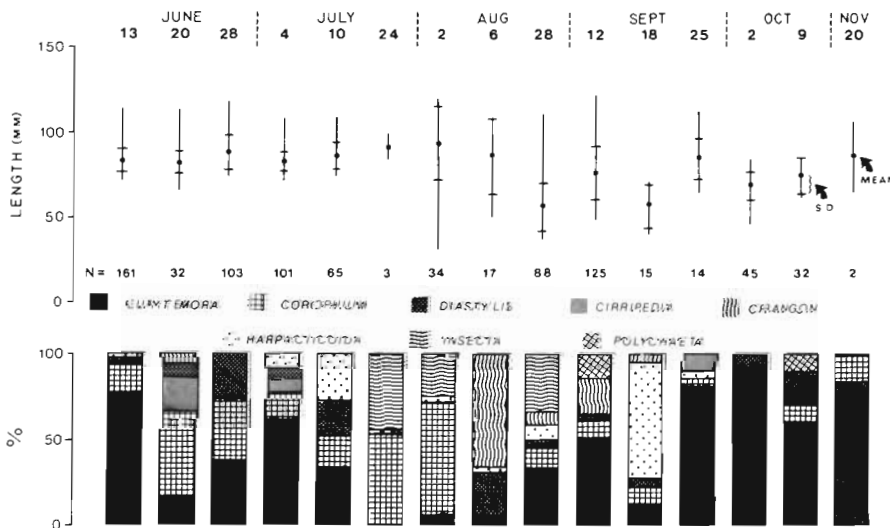 JUNE JULY AUG SEPT OCT NOV
13 20 28 4 10 24 2 6 28 12 18 25 2 9 20
150
100
50
0
LENGTH (MM)
MEAN
SD
N = 161 32 103 101 65 3 34 17 88 125 15 14 45 32 2
EURYTEMORA COROPHIUM DIASTYLIS CIRRIPEDIA CRANGON
HARPACTICOIDA INSECTA POLYCHAETA
100
50
0
%